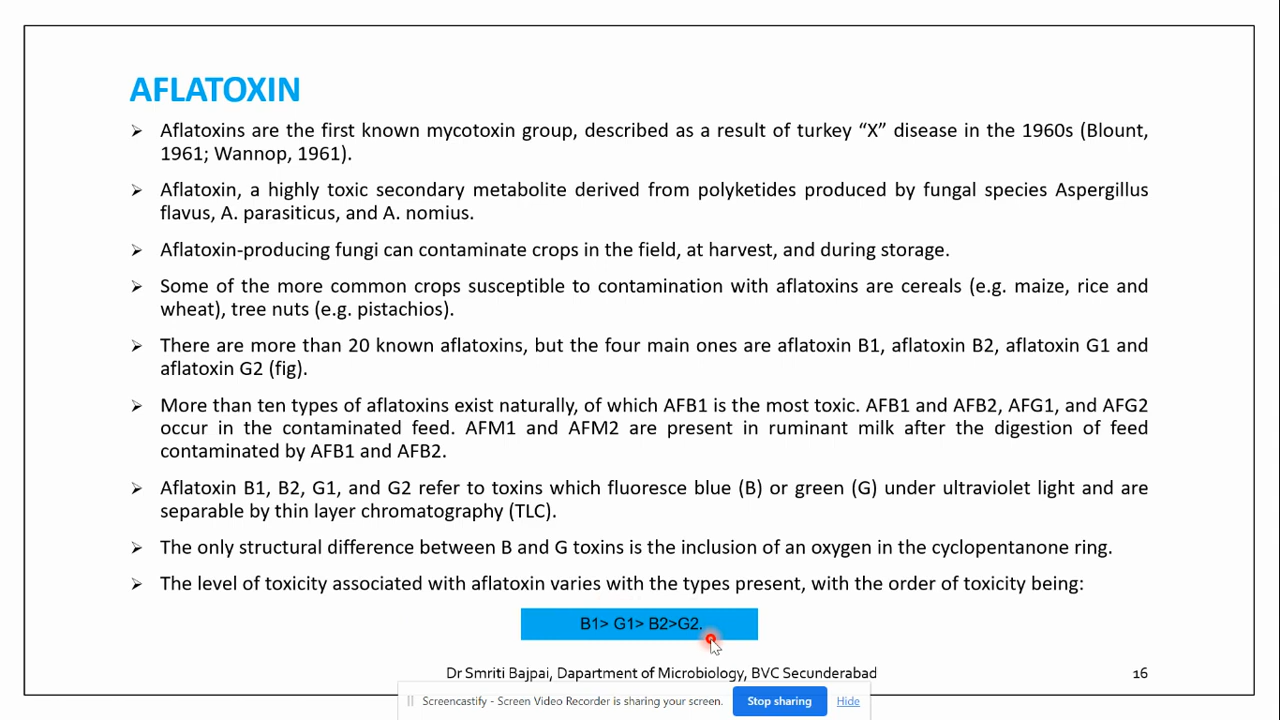 AFLATOXIN
➢ Aflatoxins are the first known mycotoxin group, described as a result of turkey “X” disease in the 1960s (Blount,
1961; Wannop, 1961).
➢ Aflatoxin, a highly toxic secondary metabolite derived from polyketides produced by fungal species Aspergillus
flavus, A. parasiticus, and A. nomius.
➢ Aflatoxin-producing fungi can contaminate crops in the field, at harvest, and during storage.
➢ Some of the more common crops susceptible to contamination with aflatoxins are cereals (e.g. maize, rice and
wheat), tree nuts (e.g. pistachios).
➢ There are more than 20 known aflatoxins, but the four main ones are aflatoxin B1, aflatoxin B2, aflatoxin G1 and
aflatoxin G2 (fig).
➢ More than ten types of aflatoxins exist naturally, of which AFB1 is the most toxic. AFB1 and AFB2, AFG1, and AFG2
occur in the contaminated feed. AFM1 and AFM2 are present in ruminant milk after the digestion of feed
contaminated by AFB1 and AFB2.
➢ Aflatoxin B1, B2, G1, and G2 refer to toxins which fluoresce blue (B) or green (G) under ultraviolet light and are
separable by thin layer chromatography (TLC).
➢ The only structural difference between B and G toxins is the inclusion of an oxygen in the cyclopentanone ring.
➢ The level of toxicity associated with aflatoxin varies with the types present, with the order of toxicity being:
B1> G1> B2>G2.
Dr Smriti Bajpai, Dapartment of Microbiology, BVC Secunderabad 16
Screencastify - Screen Video Recorder is sharing your screen. Stop sharing Hide